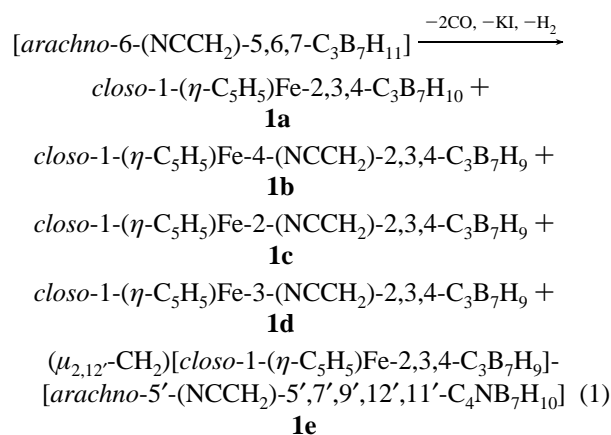 −2CO, −KI, −H₂
[arachno-6-(NCCH₂)-5,6,7-C₃B₇H₁₁]
closo-1-(η-C₅H₅)Fe-2,3,4-C₃B₇H₁₀ +
1a
closo-1-(η-C₅H₅)Fe-4-(NCCH₂)-2,3,4-C₃B₇H₉ +
1b
closo-1-(η-C₅H₅)Fe-2-(NCCH₂)-2,3,4-C₃B₇H₉ +
1c
closo-1-(η-C₅H₅)Fe-3-(NCCH₂)-2,3,4-C₃B₇H₉ +
1d
(μ₂,₁₂′-CH₂)[closo-1-(η-C₅H₅)Fe-2,3,4-C₃B₇H₉]-
[arachno-5′-(NCCH₂)-5′,7′,9′,12′,11′-C₄NB₇H₁₀] (1)
1e